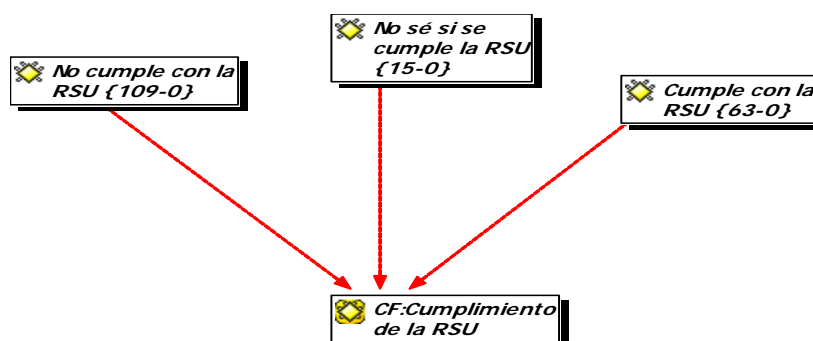 No cumple con la
RSU {109-0}
No sé si se
cumple la RSU
{15-0}
Cumple con la
RSU {63-0}
CF:Cumplimiento
de la RSU